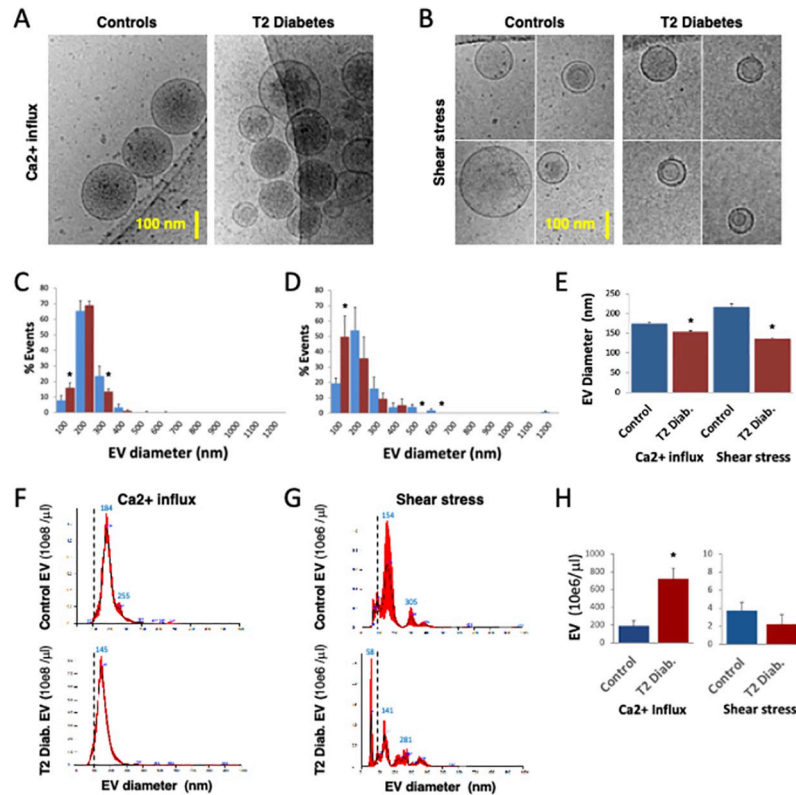 A
Controls
T2 Diabetes
Ca2+ influx
100 nm
B
Controls
T2 Diabetes
Shear stress
100 nm
C
% Events
80
70
60
50
40
30
20
10
0
100
200
300
400
500
600
700
800
900
1000
1100
1200
EV diameter (nm)
D
% Events
80
70
60
50
40
30
20
10
0
100
200
300
400
500
600
700
800
900
1000
1100
1200
EV diameter (nm)
E
EV Diameter (nm)
250
200
150
100
50
0
Control
T2 Diab.
Control
T2 Diab.
Ca2+ influx
Shear stress
F
Ca2+ influx
Control EV (10e8 /µl)
184
255
T2 Diab. EV (10e8 /µl)
145
EV diameter (nm)
G
Shear stress
Control EV (10e6 /µl)
154
305
T2 Diab. EV (10e6 /µl)
58
141
281
EV diameter (nm)
H
EV (10e6/µl)
1000
800
600
400
200
0
Control
T2 Diab.
Ca2+ Influx
10
8
6
4
2
0
Control
T2 Diab.
Shear stress